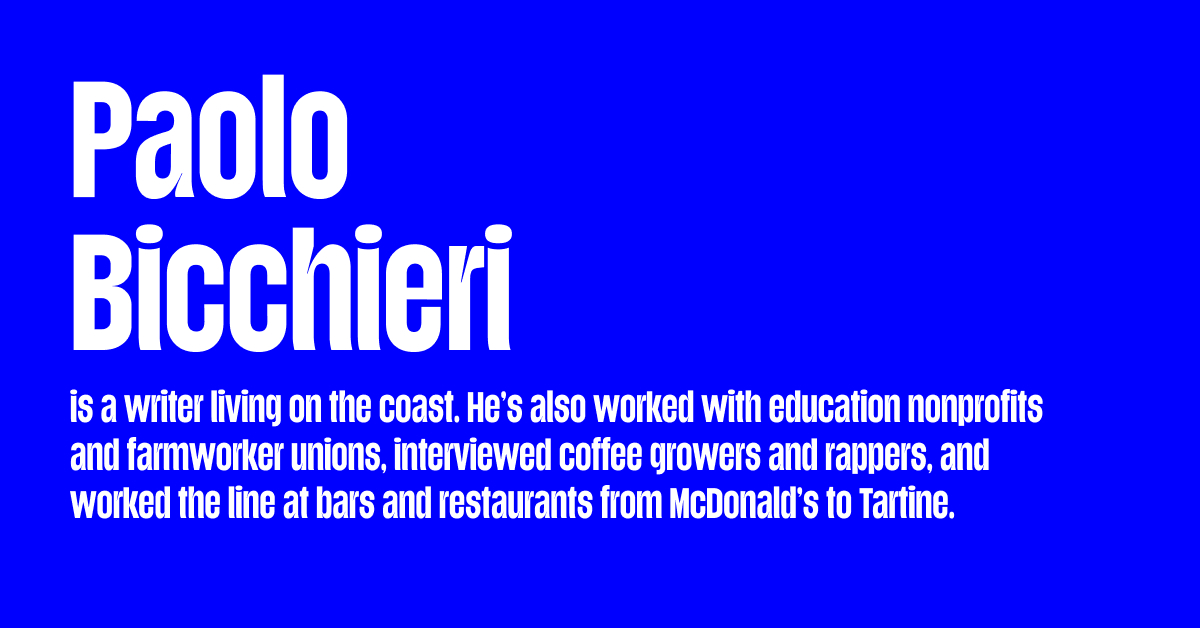 Paolo
Bicchieri
is a writer living on the coast. He’s also worked with education nonprofits
and farmworker unions, interviewed coffee growers and rappers, and
worked the line at bars and restaurants from McDonald’s to Tartine.